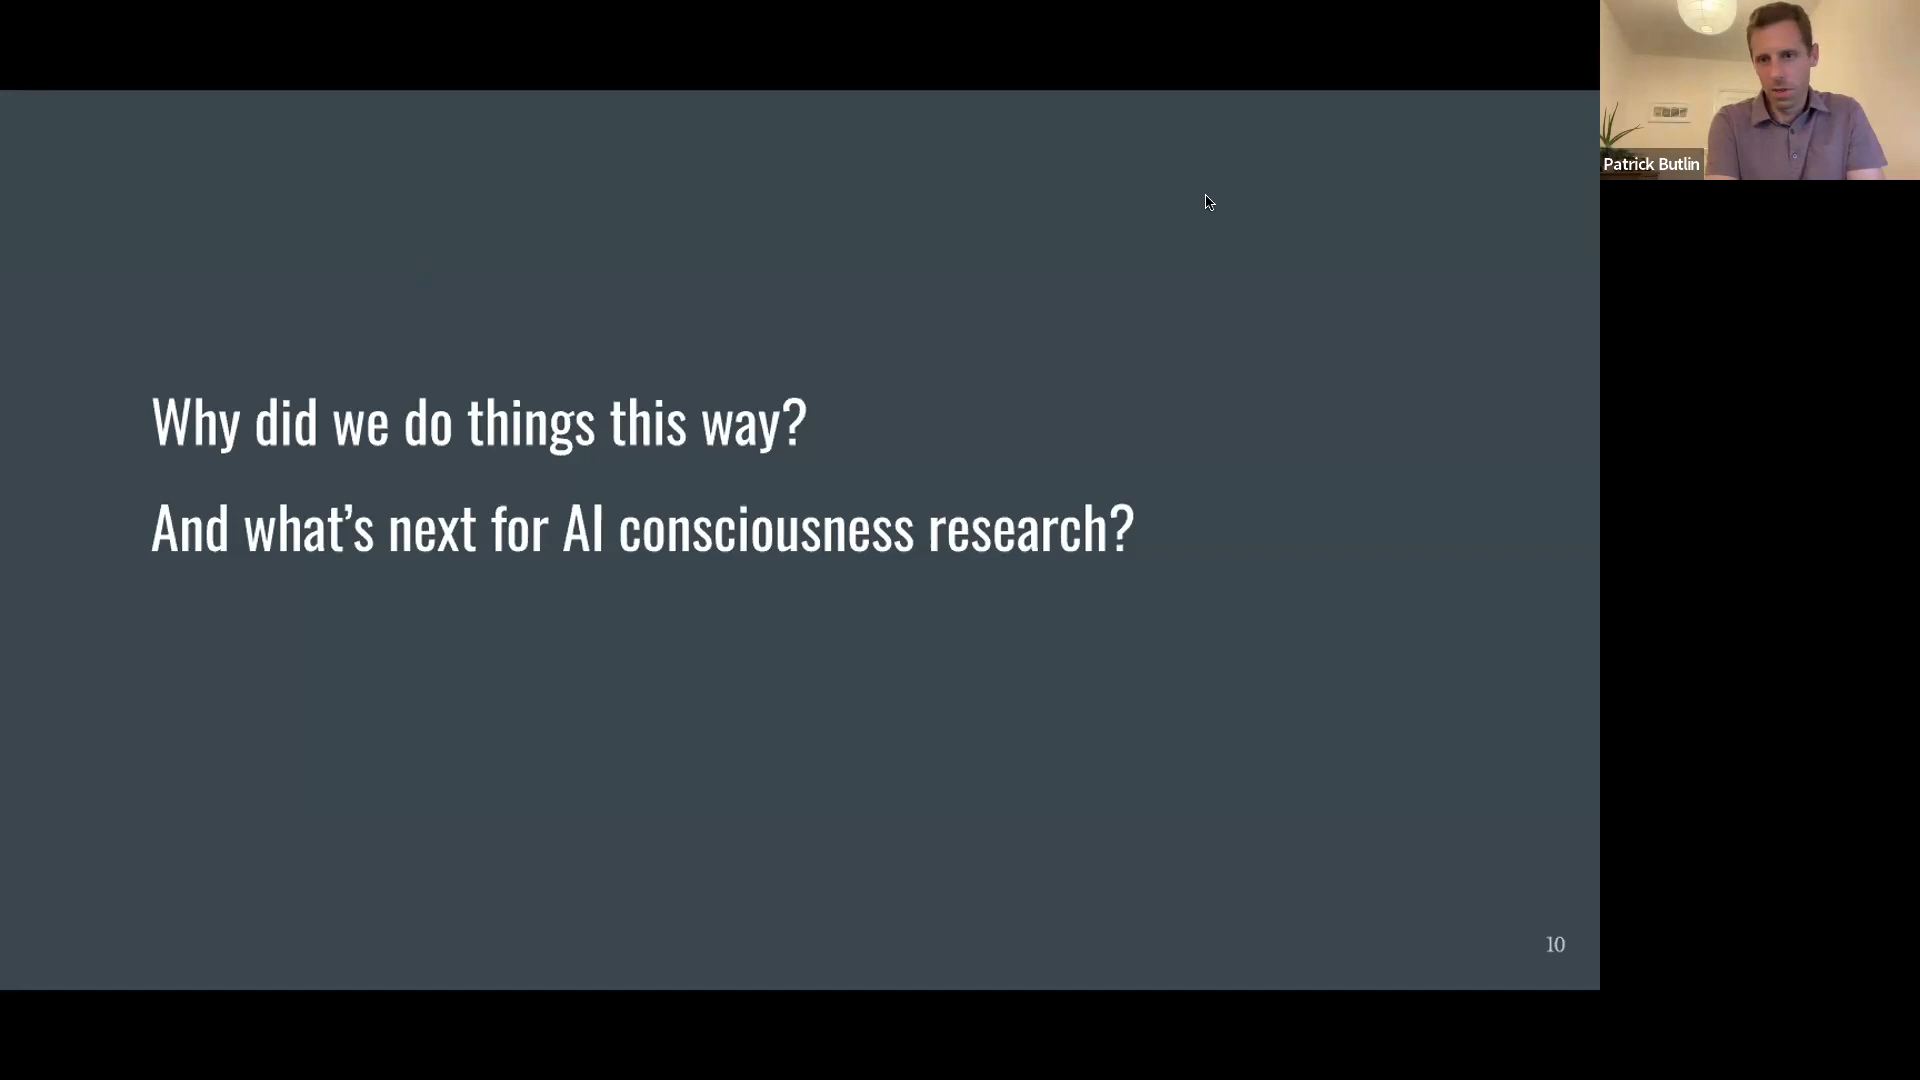 Why did we do things this way?
And what's next for AI consciousness research?
10
Patrick Butlin